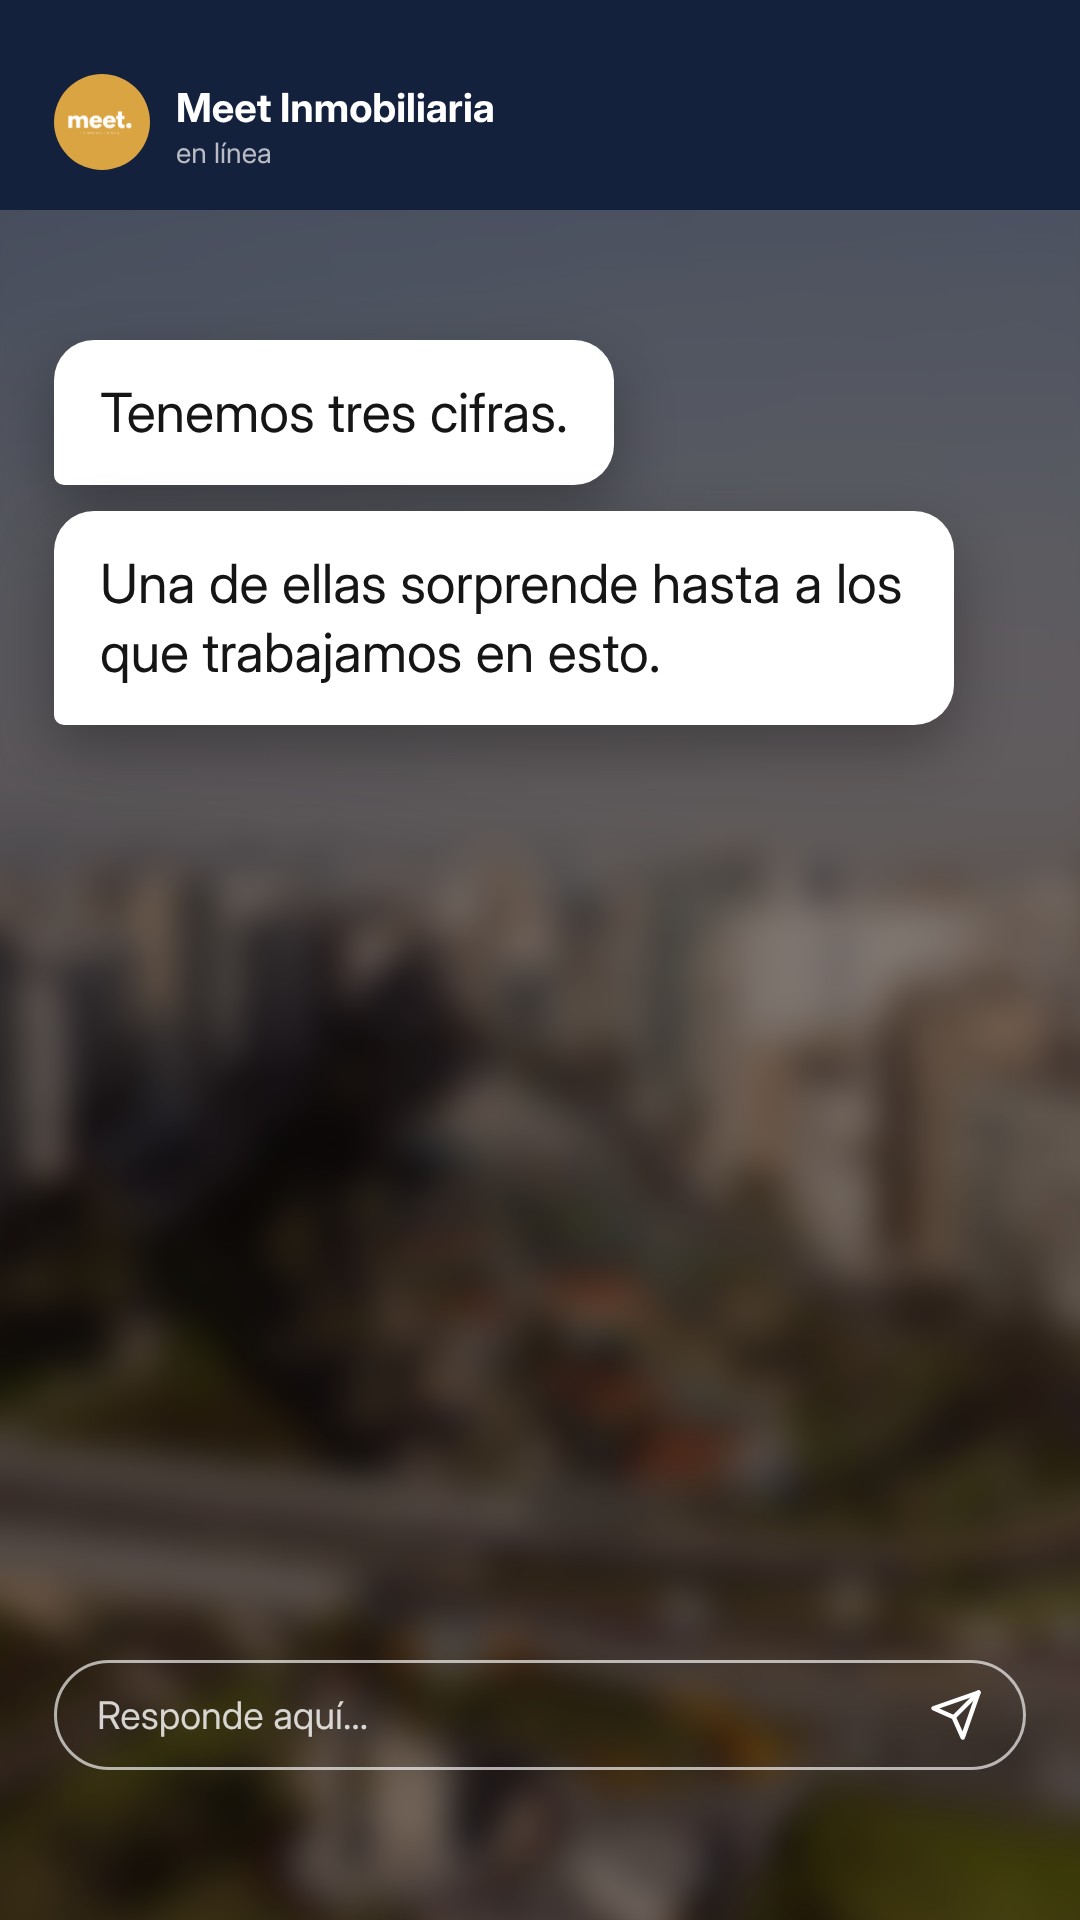 meet.
Meet Inmobiliaria
en línea
Tenemos tres cifras.
Una de ellas sorprende hasta a los
que trabajamos en esto.
Responde aquí...